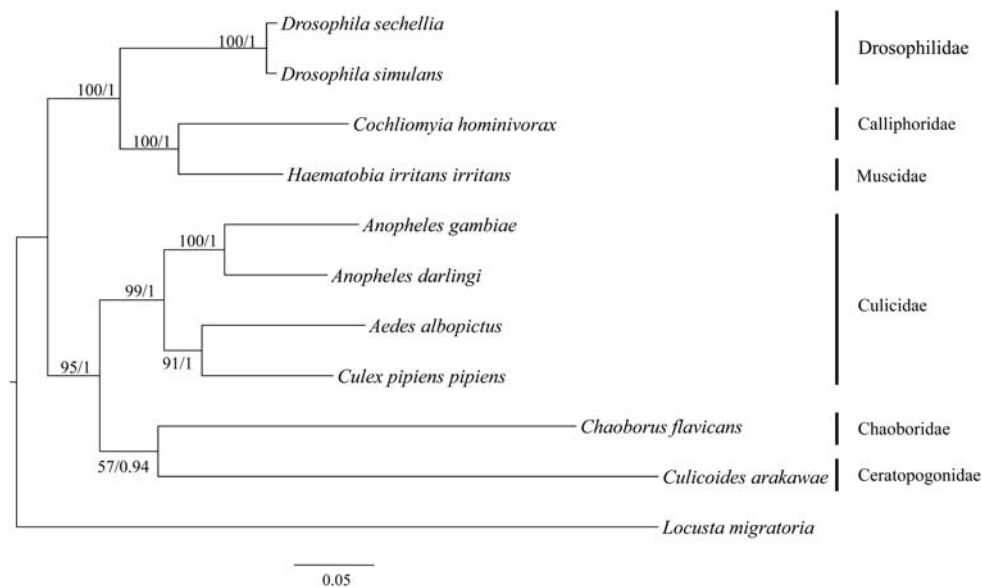 Drosophila sechellia
100/1
Drosophila simulans
Drosophilidae
100/1
Cochliomyia hominivorax
Calliphoridae
100/1
Haematobia irritans irritans
Muscidae
Anopheles gambiae
100/1
Anopheles darlingi
99/1
Culicidae
Aedes albopictus
91/1
Culex pipiens pipiens
95/1
Chaoborus flavicans
Chaoboridae
57/0.94
Culicoides arakawae
Ceratopogonidae
Locusta migratoria
0.05